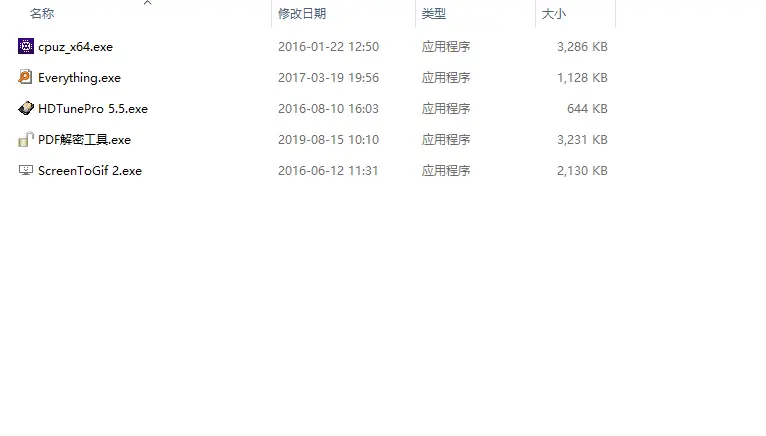 名称 修改日期 类型 大小
cpuz_x64.exe 2016-01-22 12:50 应用程序 3,286 KB
Everything.exe 2017-03-19 19:56 应用程序 1,128 KB
HDTunePro 5.5.exe 2016-08-10 16:03 应用程序 644 KB
PDF解密工具.exe 2019-08-15 10:10 应用程序 3,231 KB
ScreenToGif 2.exe 2016-06-12 11:31 应用程序 2,130 KB